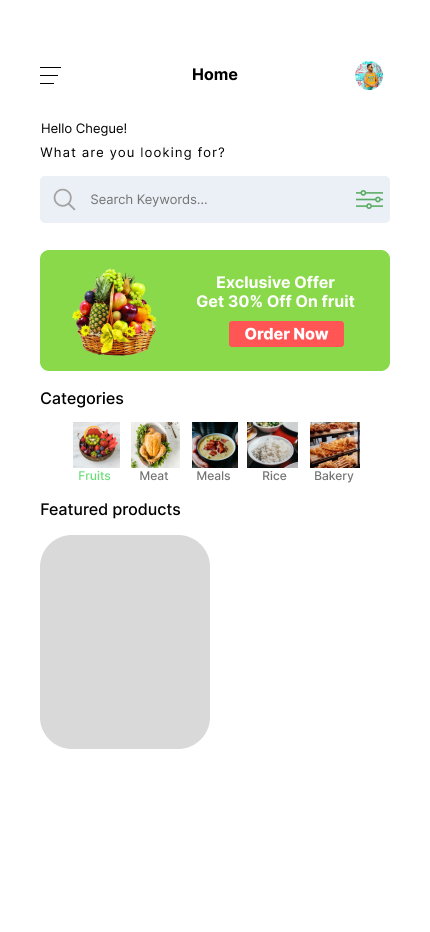 Home
Hello Chegue!
What are you looking for?
Search Keywords...
Exclusive Offer
Get 30% Off On fruit
Order Now
Categories
Fruits Meat Meals Rice Bakery
Featured products